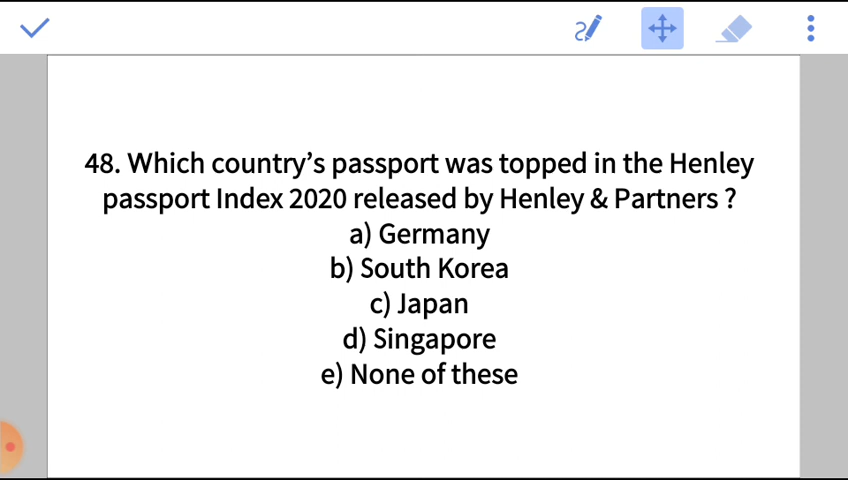 48. Which country’s passport was topped in the Henley
passport Index 2020 released by Henley & Partners ?
a) Germany
b) South Korea
c) Japan
d) Singapore
e) None of these